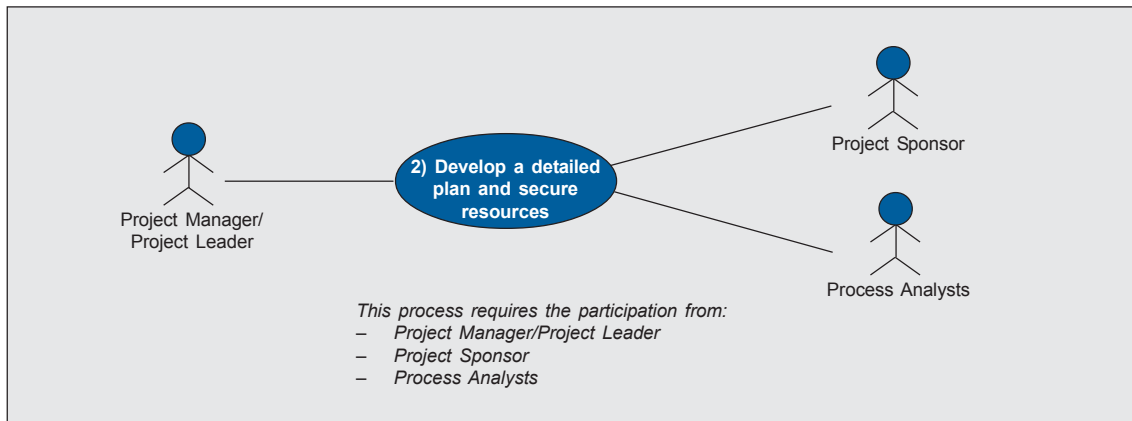 Project Sponsor
2) Develop a detailed
plan and secure
resources
Project Manager/
Project Leader
Process Analysts
This process requires the participation from:
– Project Manager/Project Leader
– Project Sponsor
– Process Analysts